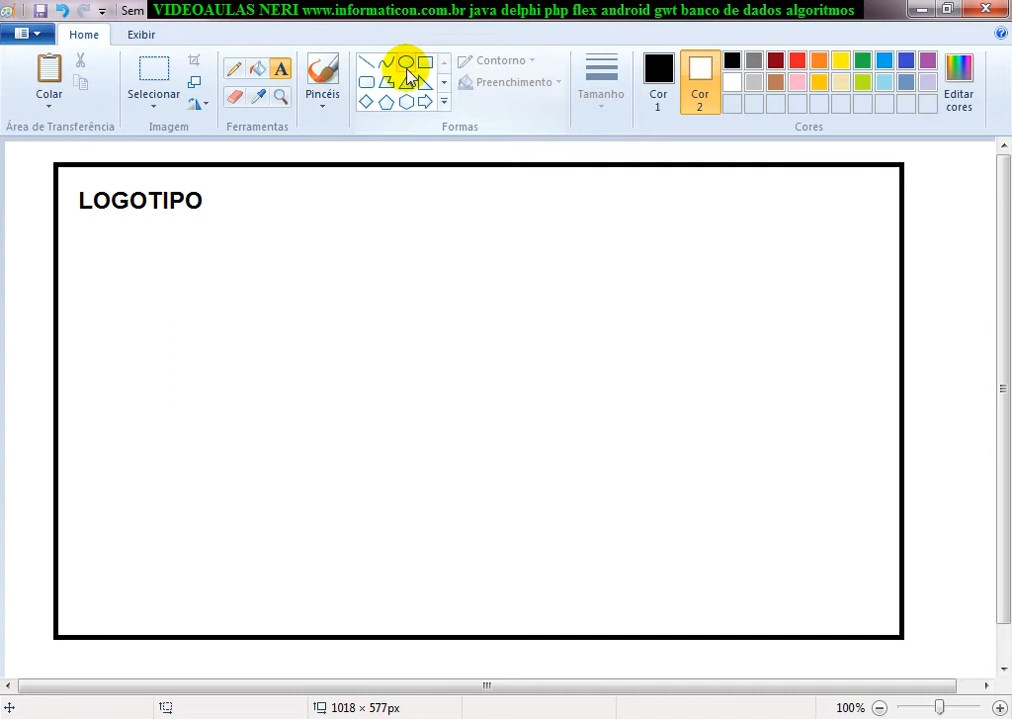 Sem VIDEOAULAS NERI www.informaticon.com.br java delphi php flex android gwt banco de dados algoritmos
Home Exibir
Colar
Selecionar
A
Pincéis
Contorno
Preenchimento
Tamanho
Cor 1
Cor 2
Editar cores
Área de Transferência
Imagem
Ferramentas
Formas
Cores
LOGOTIPO
1018 × 577px
100%